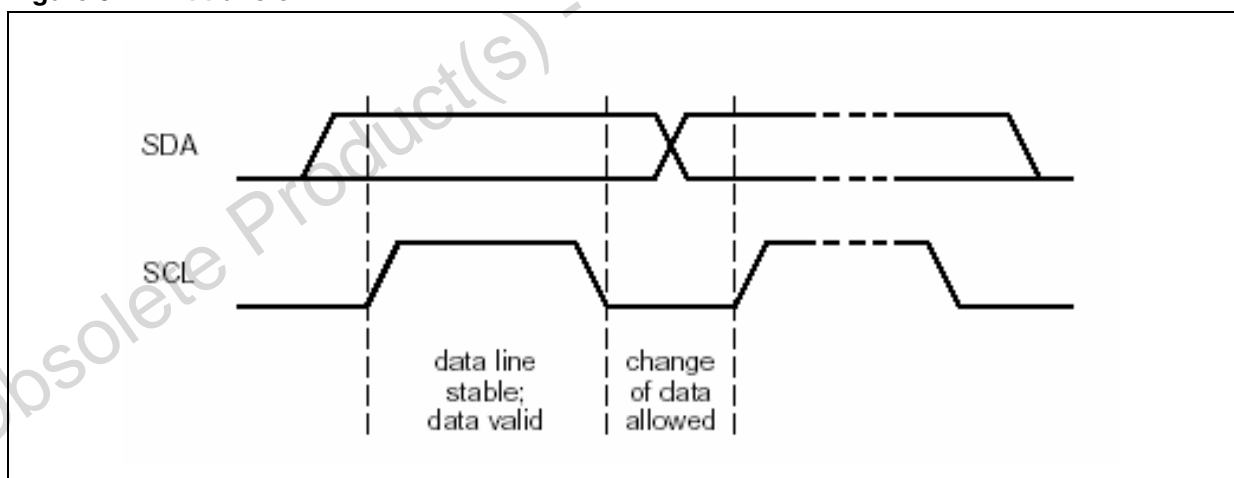 SDA
SCL
data line
stable;
data valid
change
of data
allowed
Obsolete Product(s) -